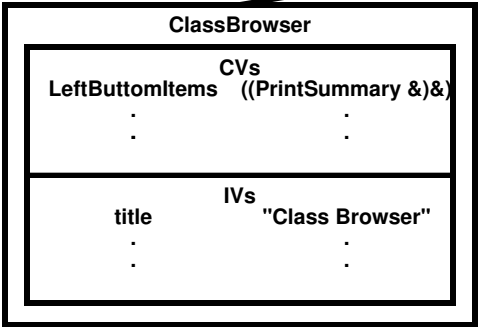 ClassBrowser
CVs
LeftButtomItems ((PrintSummary &)&)
. .
. .
IVs
title "Class Browser"
. .
. .